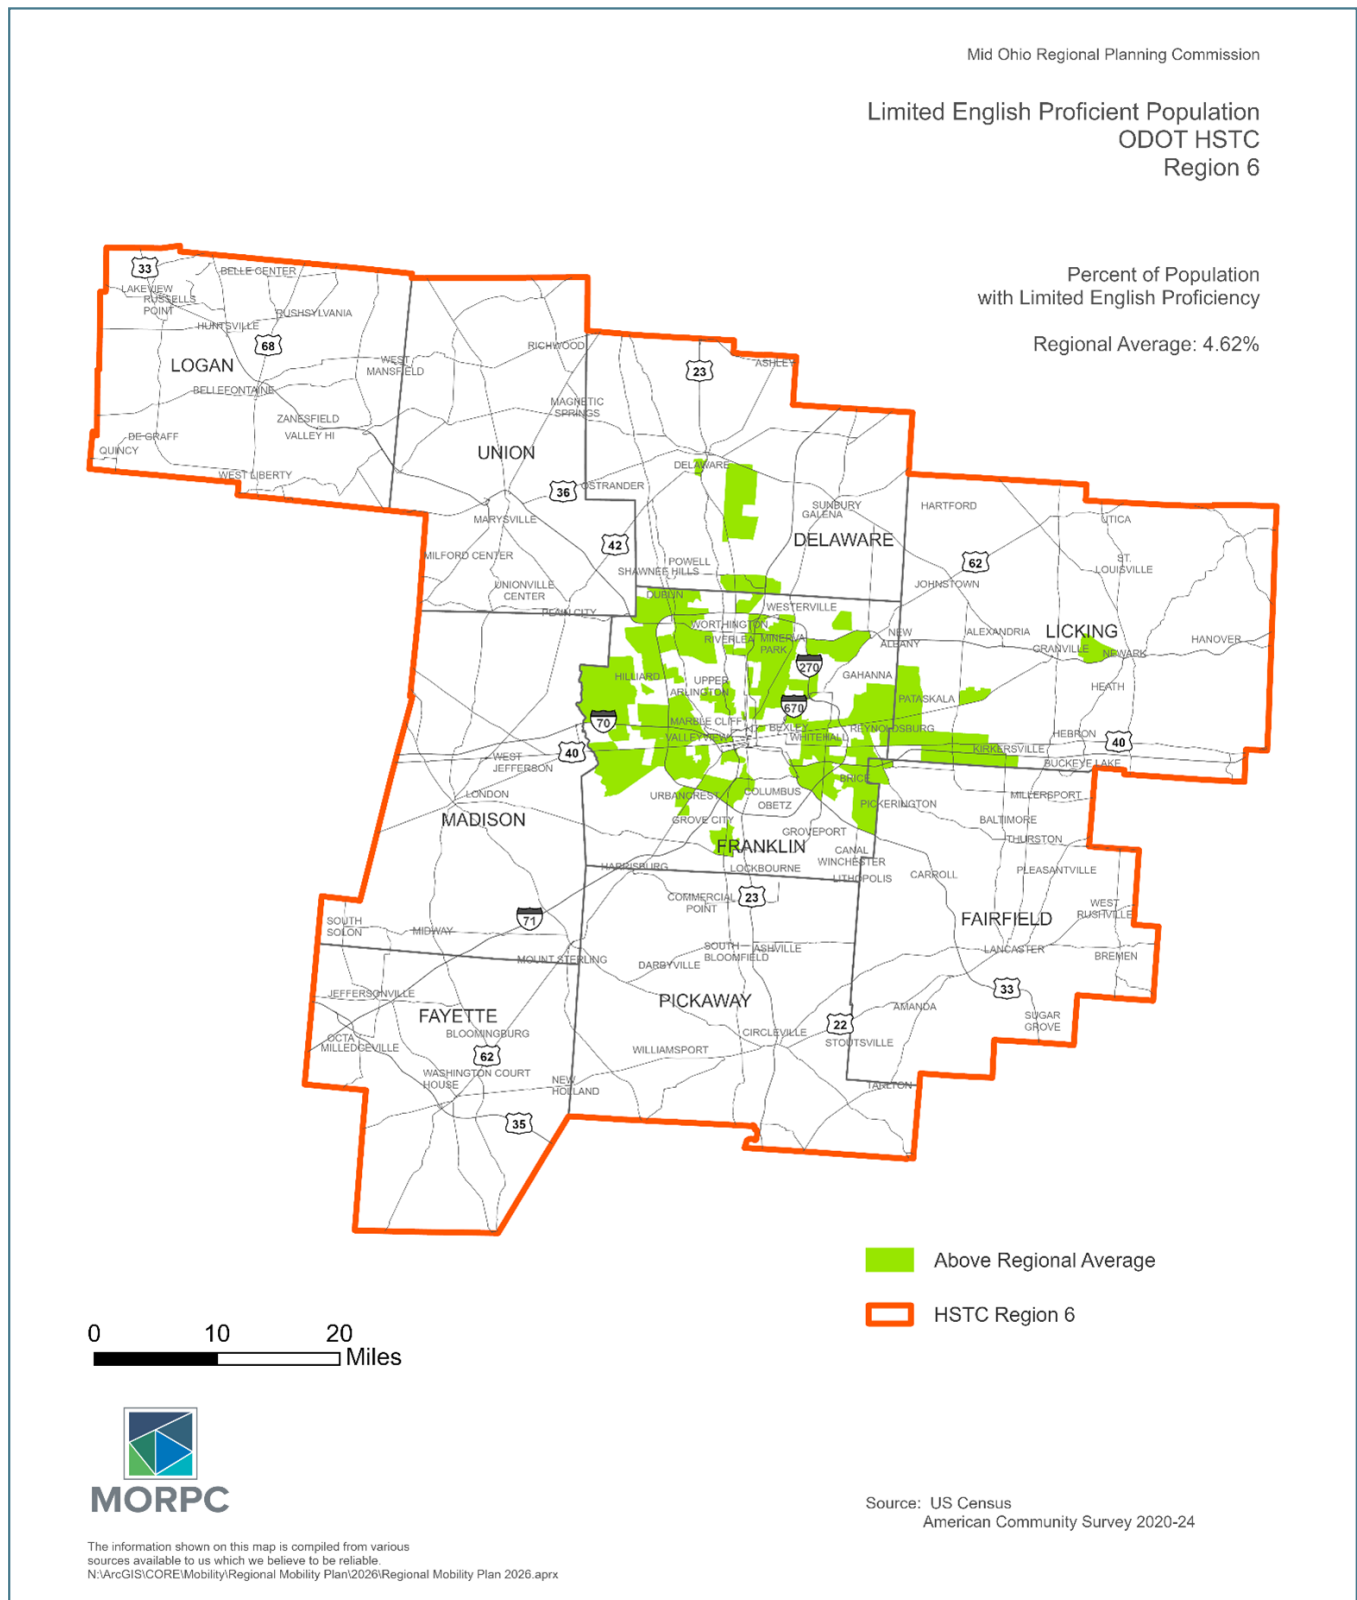 Mid Ohio Regional Planning Commission
Limited English Proficient Population
ODOT HSTC
Region 6
Percent of Population
with Limited English Proficiency
Regional Average: 4.62%
33
BELLE CENTER
LAKEVIEW
RUSSELLS
POINT
RUSHSYLVANIA
HUNTSVILLE
68
LOGAN
WEST
MANSFIELD
BELLEFONTAINE
ZANESFIELD
VALLEY HI
DE GRAFF
QUINCY
WEST LIBERTY
RICHWOOD
MAGNETIC
SPRINGS
UNION
36
OSTRANDER
MARYSVILLE
42
MILFORD CENTER
UNIONVILLE
CENTER
PLAIN CITY
23
ASHLEY
DELAWARE
SUNBURY
GALENA
DELAWARE
POWELL
SHAWNEE HILLS
DUBLIN
WESTERVILLE
WORTHINGTON
RIVERLEA
MINERVA
PARK
NEW
ALBANY
270
GAHANNA
HILLIARD
UPPER
ARLINGTON
670
70
MARBLE CLIFF
BEXLEY
REYNOLDSBURG
VALLEYVIEW
WHITEHALL
40
BRICE
URBANCREST
COLUMBUS
OBETZ
GROVE CITY
GROVEPORT
FRANKLIN
CANAL
WINCHESTER
HARRISBURG
LOCKBOURNE
LITHOPOLIS
HARTFORD
UTICA
62
ST.
LOUISVILLE
JOHNSTOWN
ALEXANDRIA
LICKING
HANOVER
GRANVILLE
NEWARK
HEATH
PATASKALA
HEBRON
40
KIRKERSVILLE
BUCKEYE LAKE
WEST
JEFFERSON
LONDON
MADISON
71
SOUTH
SOLON
MIDWAY
MOUNT STERLING
PICKERINGTON
MILLERSPORT
BALTIMORE
THURSTON
PLEASANTVILLE
CARROLL
FAIRFIELD
WEST
RUSHVILLE
LANCASTER
BREMEN
33
AMANDA
SUGAR
GROVE
STOUTSVILLE
TARLTON
COMMERCIAL
POINT
23
SOUTH
BLOOMFIELD
ASHVILLE
DARBYVILLE
PICKAWAY
22
CIRCLEVILLE
WILLIAMSPORT
NEW
HOLLAND
JEFFERSONVILLE
FAYETTE
BLOOMINGBURG
OCTA
MILLEDGEVILLE
62
WASHINGTON COURT
HOUSE
35
Above Regional Average
HSTC Region 6
0 10 20
Miles
MORPC
Source: US Census
American Community Survey 2020-24
The information shown on this map is compiled from various
sources available to us which we believe to be reliable.
N:\ArcGIS\CORE\Mobility\Regional Mobility Plan\2026\Regional Mobility Plan 2026.aprx